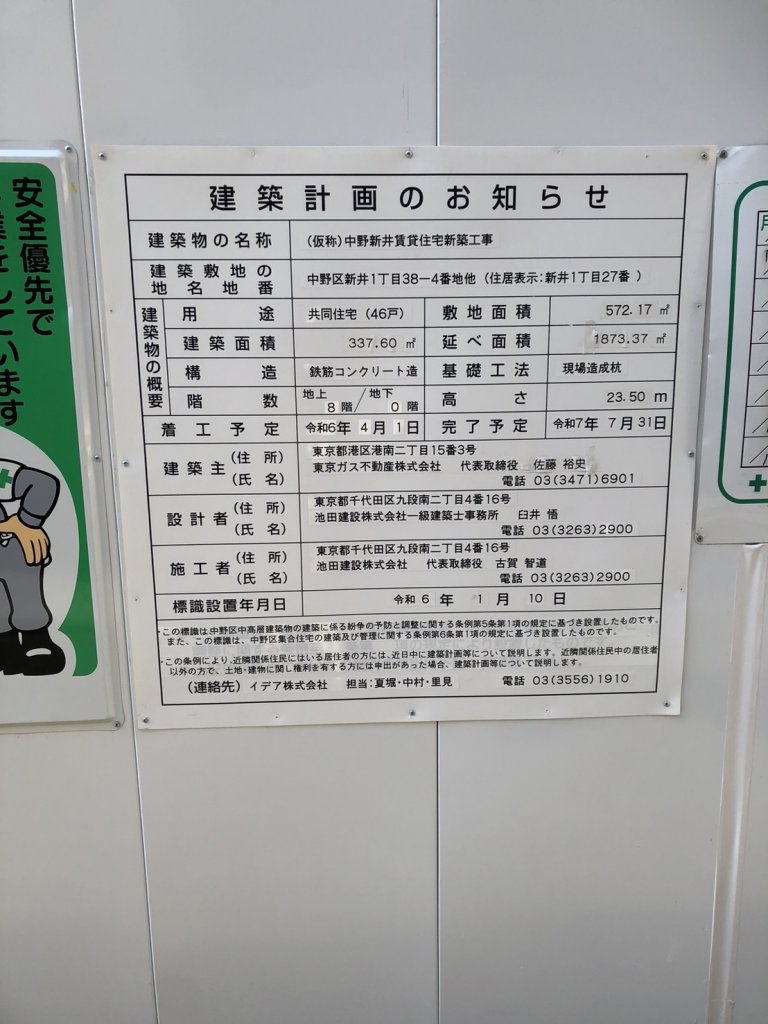 安全優先で
作業をしています
建築計画のお知らせ
建築物の名称 (仮称)中野新井賃貸住宅新築工事
建築敷地の地名地番 中野区新井1丁目38-4番地他 (住居表示:新井1丁目27番 )
建築物の概要
用途 共同住宅 (46戸) 敷地面積 572.17 ㎡
建築面積 337.60 ㎡ 延べ面積 1873.37 ㎡
構造 鉄筋コンクリート造 基礎工法 現場造成杭
階数 地上 8 階/地下 0 階 高さ 23.50 m
着工予定 令和6年 4月 1日 完了予定 令和7年 7月31日
建築主 (住所) (氏名)
東京都港区港南二丁目15番3号
東京ガス不動産株式会社 代表取締役 佐藤 裕史
電話 03(3471)6901
設計者 (住所) (氏名)
東京都千代田区九段南二丁目4番16号
池田建設株式会社一級建築士事務所 臼井 悟
電話 03(3263)2900
施工者 (住所) (氏名)
東京都千代田区九段南二丁目4番16号
池田建設株式会社 代表取締役 古賀 智道
電話 03(3263)2900
標識設置年月日 令和 6 年 1 月 10 日
・この標識は、中野区中高層建築物の建築に係る紛争の予防と調整に関する条例第5条第1項の規定に基づき設置したものです。
また、この標識は、中野区集合住宅の建築及び管理に関する条例第6条第1項の規定に基づき設置したものです。
・この条例により、近隣関係住民にはいる居住者の方には、近日中に建築計画等について説明します。近隣関係住民中の居住者
以外の方で、土地・建物に関し権利を有する方には申出があった場合、建築計画等について説明します。
(連絡先) イデア株式会社 担当:夏堀・中村・里見 電話 03(3556)1910
月